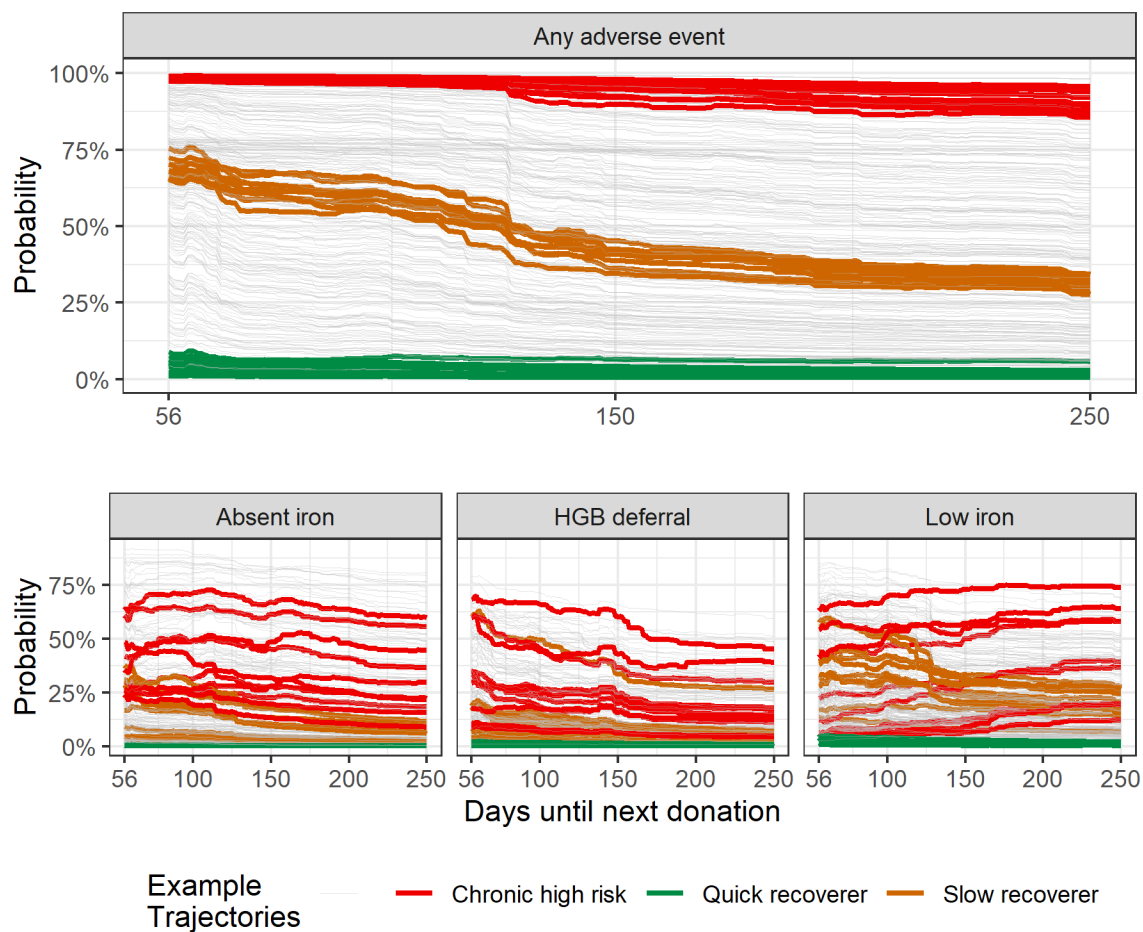 Any adverse event
Probability
100%
75%
50%
25%
0%
56 150 250
Absent iron HGB deferral Low iron
Probability
75%
50%
25%
0%
56 100 150 200 250 56 100 150 200 250 56 100 150 200 250
Days until next donation
Example
Trajectories
Chronic high risk Quick recoverer Slow recoverer